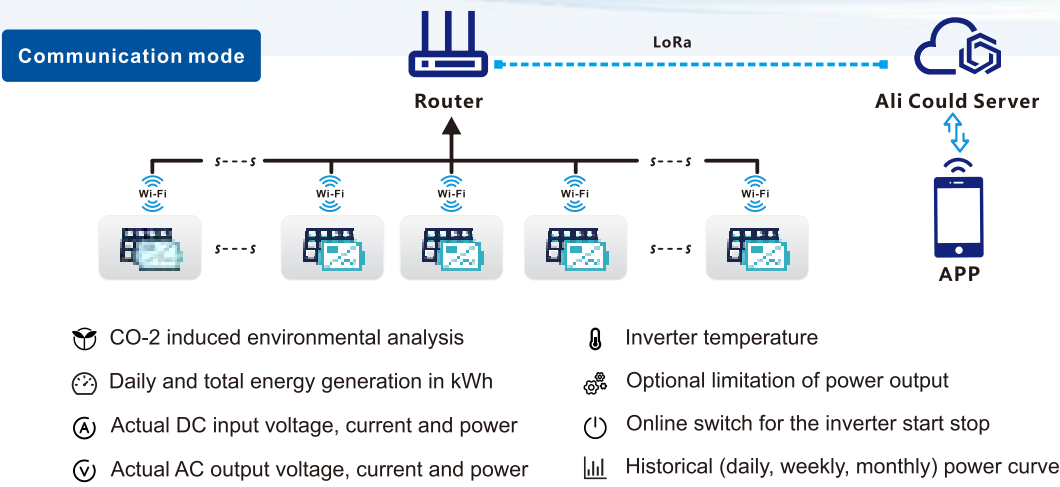 Communication mode
LoRa
Router
Ali Could Server
s---s
s---s
Wi-Fi
Wi-Fi
Wi-Fi
Wi-Fi
Wi-Fi
s---s
s---s
APP
CO-2 induced environmental analysis
Daily and total energy generation in kWh
A Actual DC input voltage, current and power
V Actual AC output voltage, current and power
Inverter temperature
Optional limitation of power output
Online switch for the inverter start stop
Historical (daily, weekly, monthly) power curve